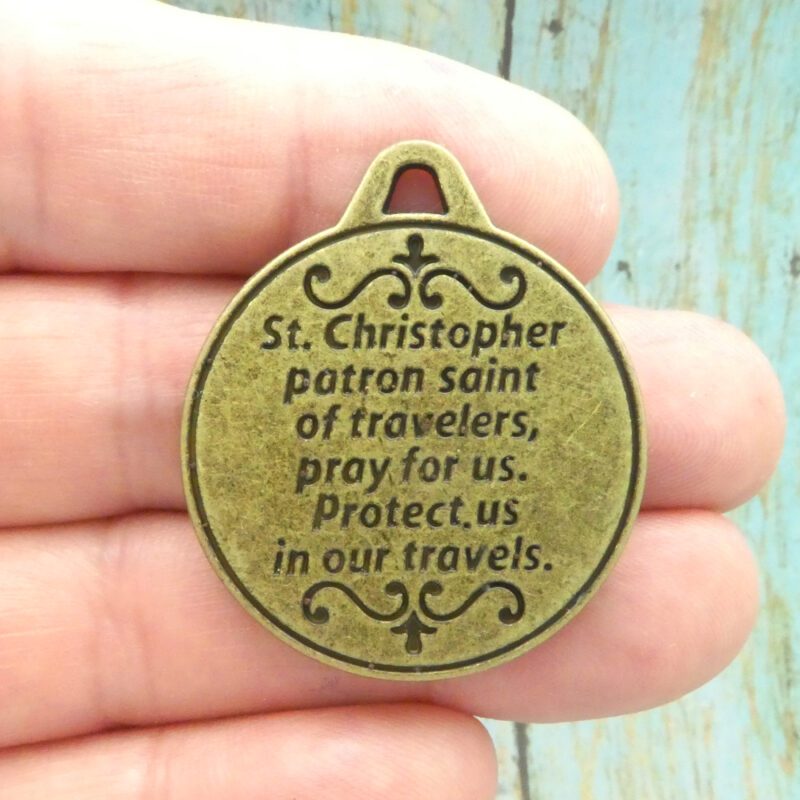 St. Christopher
patron saint
of travelers,
pray for us.
Protect us
in our travels.